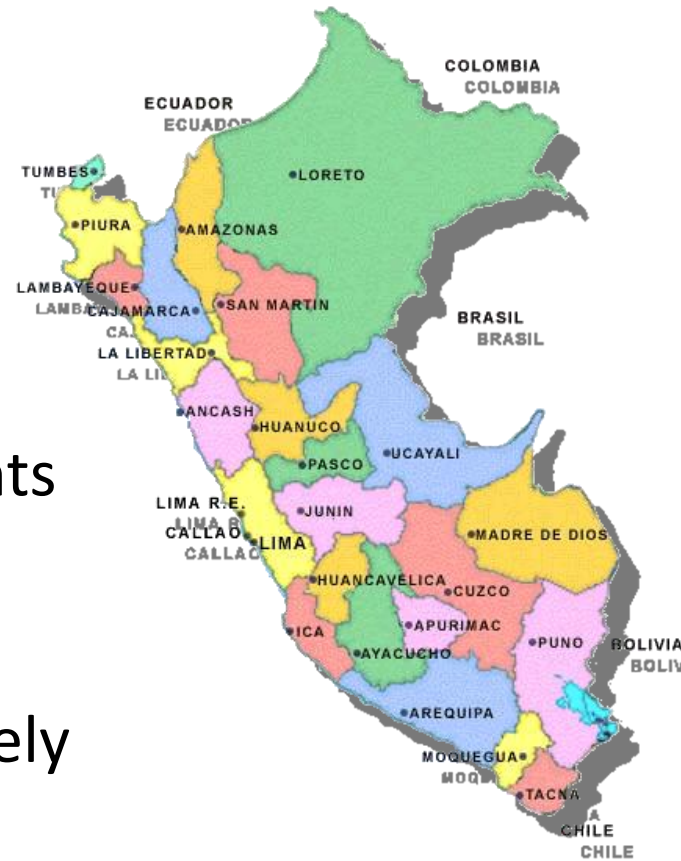 COLOMBIA
COLOMBIA
ECUADOR
ECUADOR
TUMBES
LORETO
PIURA
AMAZONAS
LAMBAYEQUE
SAN MARTIN
CAJAMARCA
BRASIL
BRASIL
LA LIBERTAD
ANCASH
HUANUCO
UCAYALI
PASCO
LIMA R.E.
JUNIN
CALLAO
LIMA
CALLAO
MADRE DE DIOS
HUANCAVELICA
CUZCO
ICA
APURIMAC
PUNO
BOLIVIA
AYACUCHO
AREQUIPA
ely
MOQUEGUA
TACNA
CHILE
CHILE